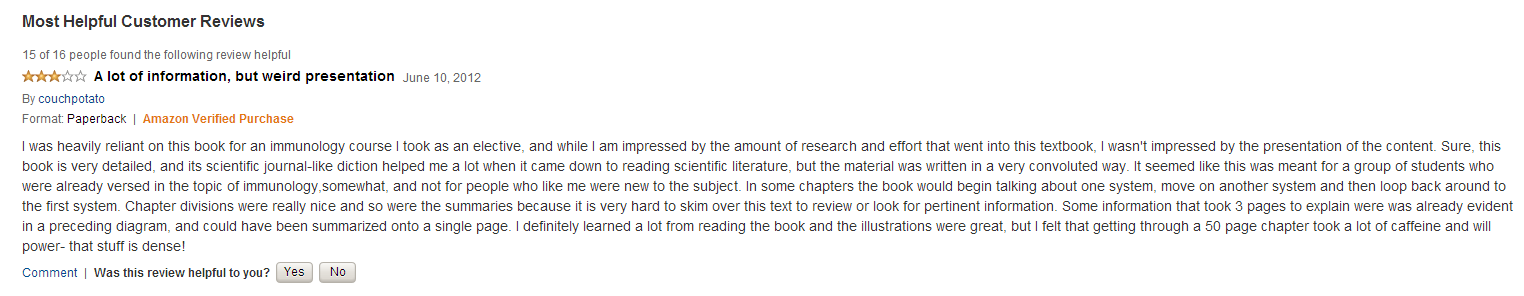 Most Helpful Customer Reviews
15 of 16 people found the following review helpful
A lot of information, but weird presentation June 10, 2012
By couchpotato
Format: Paperback | Amazon Verified Purchase
I was heavily reliant on this book for an immunology course I took as an elective, and while I am impressed by the amount of research and effort that went into this textbook, I wasn't impressed by the presentation of the content. Sure, this
book is very detailed, and its scientific journal-like diction helped me a lot when it came down to reading scientific literature, but the material was written in a very convoluted way. It seemed like this was meant for a group of students who
were already versed in the topic of immunology,somewhat, and not for people who like me were new to the subject. In some chapters the book would begin talking about one system, move on another system and then loop back around to
the first system. Chapter divisions were really nice and so were the summaries because it is very hard to skim over this text to review or look for pertinent information. Some information that took 3 pages to explain were was already evident
in a preceding diagram, and could have been summarized onto a single page. I definitely learned a lot from reading the book and the illustrations were great, but I felt that getting through a 50 page chapter took a lot of caffeine and will
power- that stuff is dense!
Comment | Was this review helpful to you? Yes No